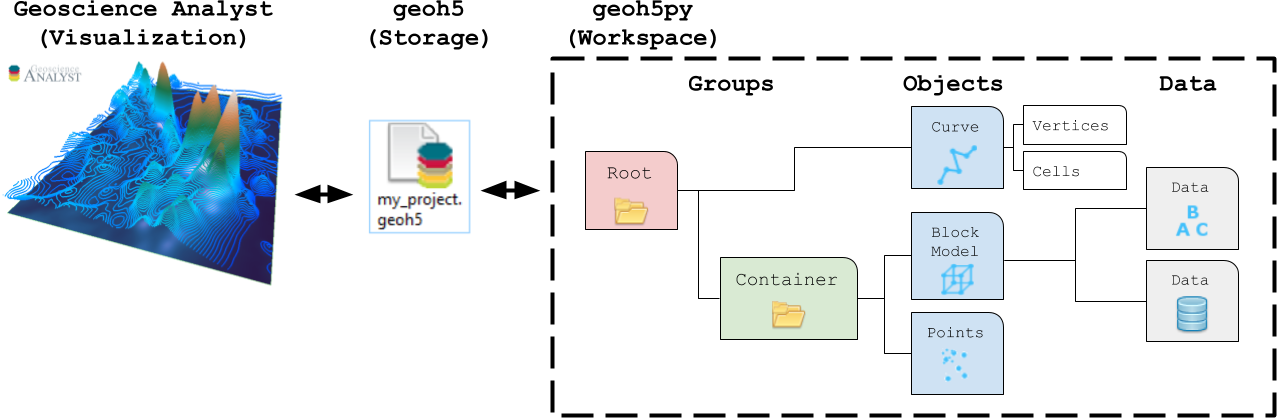 Geoscience Analyst
(Visualization)
geoh5
(Storage)
geoh5py
(Workspace)
Geoscience
ANALYST
my_project.
geoh5
Groups
Objects
Data
Root
Container
Curve
Vertices
Cells
Block
Model
Points
Data
B
A C
Data